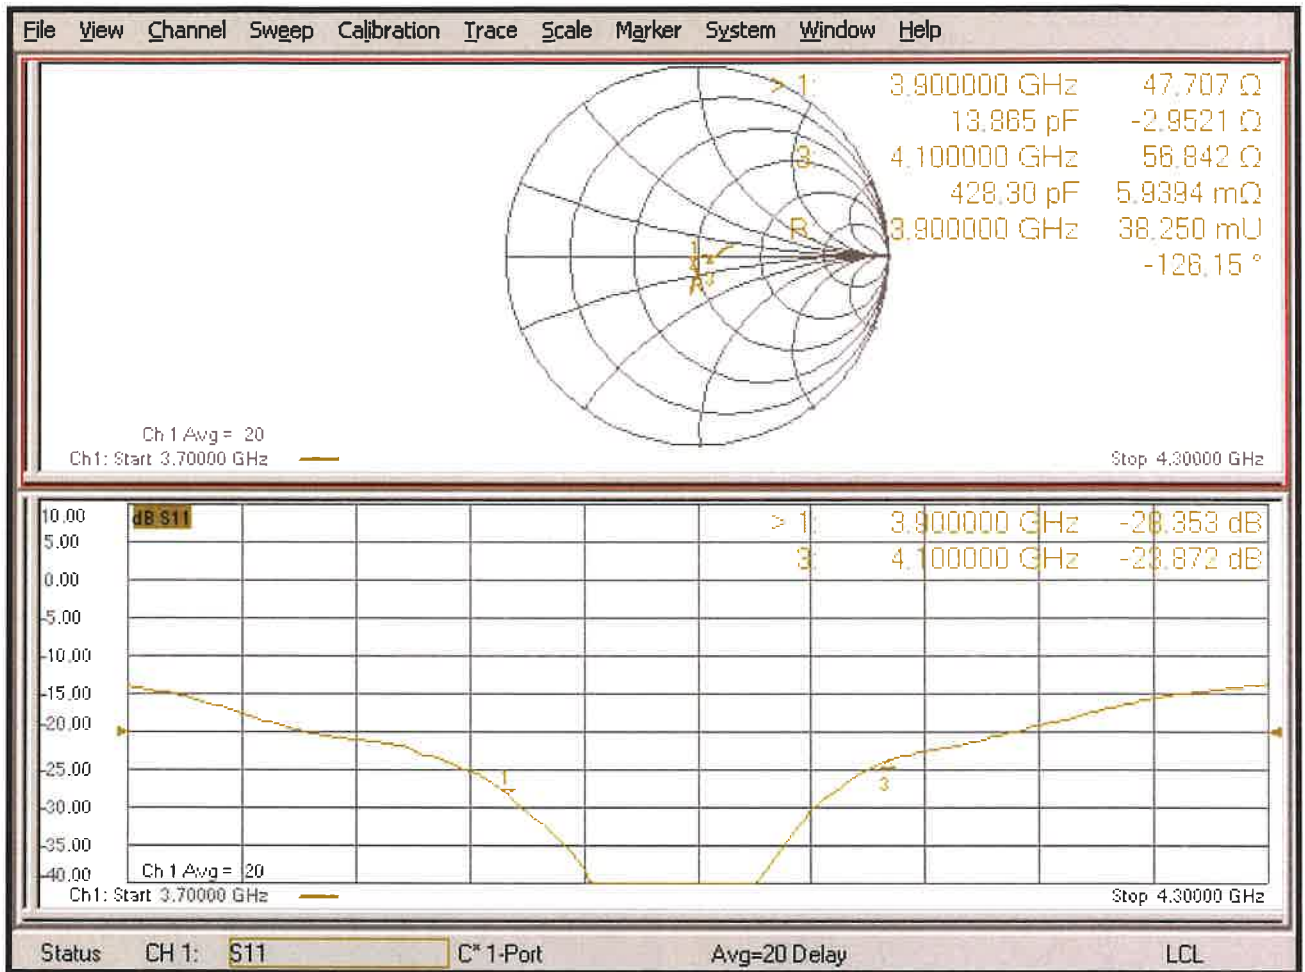 File View Channel Sweep Calibration Trace Scale Marker System Window Help
> 1: 3.900000 GHz 47.707 Ω
13.865 pF -2.9521 Ω
3: 4.100000 GHz 56.842 Ω
428.30 pF 5.9394 mΩ
R 3.900000 GHz 38.250 mU
-126.15 °
1
3
Ch 1 Avg = 20
Ch1: Start 3.70000 GHz Stop 4.30000 GHz
10.00 dB S11 > 1: 3.900000 GHz -28.353 dB
5.00 3: 4.100000 GHz -23.872 dB
0.00
-5.00
-10.00
-15.00
-20.00
-25.00
1
3
-30.00
-35.00
-40.00 Ch 1 Avg = 20
Ch1: Start 3.70000 GHz Stop 4.30000 GHz
Status CH 1: S11 C* 1-Port Avg=20 Delay LCL